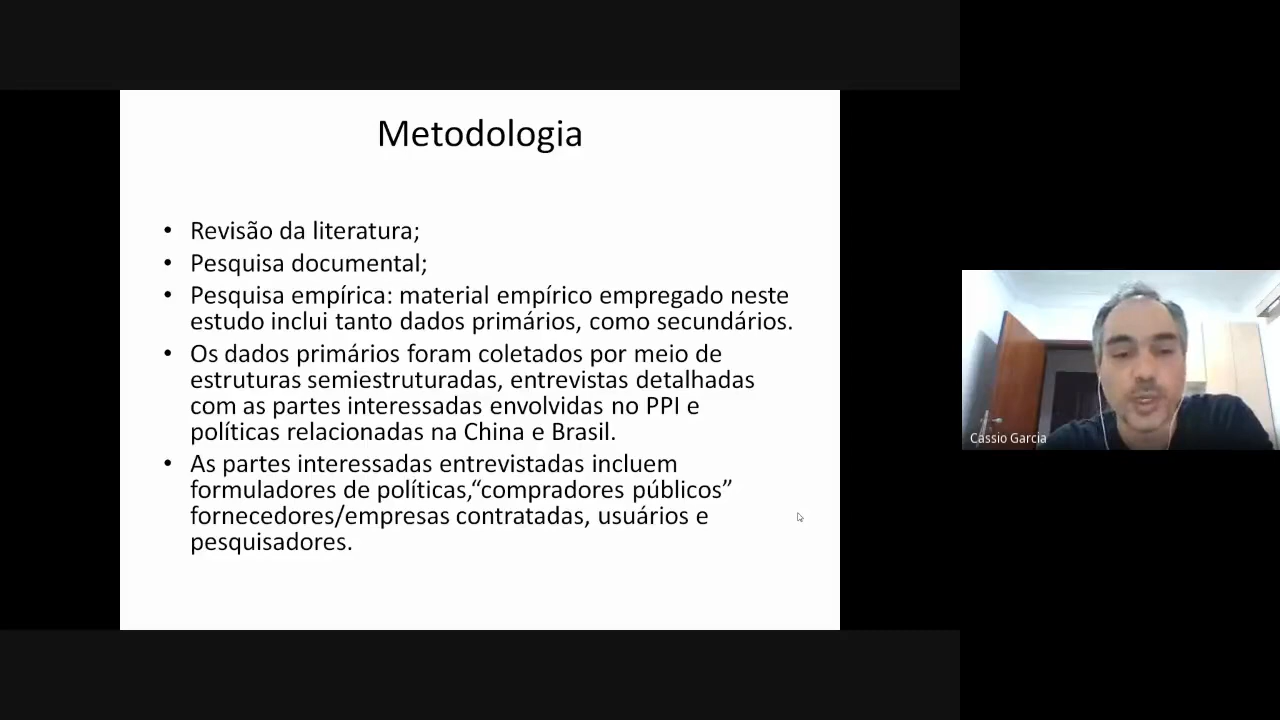 Metodologia
• Revisão da literatura;
• Pesquisa documental;
• Pesquisa empírica: material empírico empregado neste
estudo inclui tanto dados primários, como secundários.
• Os dados primários foram coletados por meio de
estruturas semiestruturadas, entrevistas detalhadas
com as partes interessadas envolvidas no PPI e
políticas relacionadas na China e Brasil.
• As partes interessadas entrevistadas incluem
formuladores de políticas,“compradores públicos”
fornecedores/empresas contratadas, usuários e
pesquisadores.
Cassio Garcia